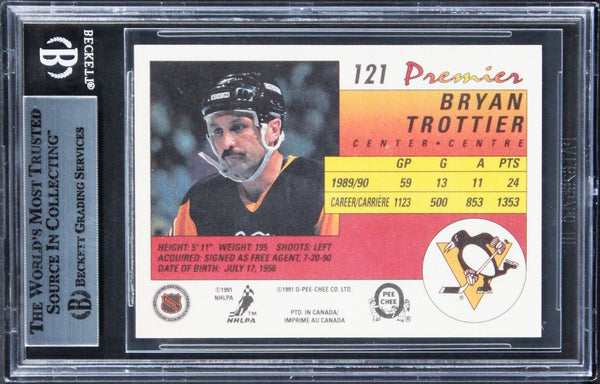 BECKETT
B
®
THE WORLD'S MOST TRUSTED
SOURCE IN COLLECTING™
BECKETT GRADING SERVICES
121 Premier
BRYAN
TROTTIER
CENTER • CENTRE
GP G A PTS
1989/90 59 13 11 24
CAREER/CARRIÈRE 1123 500 853 1353
HEIGHT: 5' 11" WEIGHT: 195 SHOOTS: LEFT
ACQUIRED: SIGNED AS FREE AGENT, 7-20-90
DATE OF BIRTH: JULY 17, 1956
©1991
NHLPA
NHLPA
©1991 O-PEE-CHEE CO. LTD.
PTD. IN CANADA/
IMPRIMÉ AU CANADA
PEE
CHEE